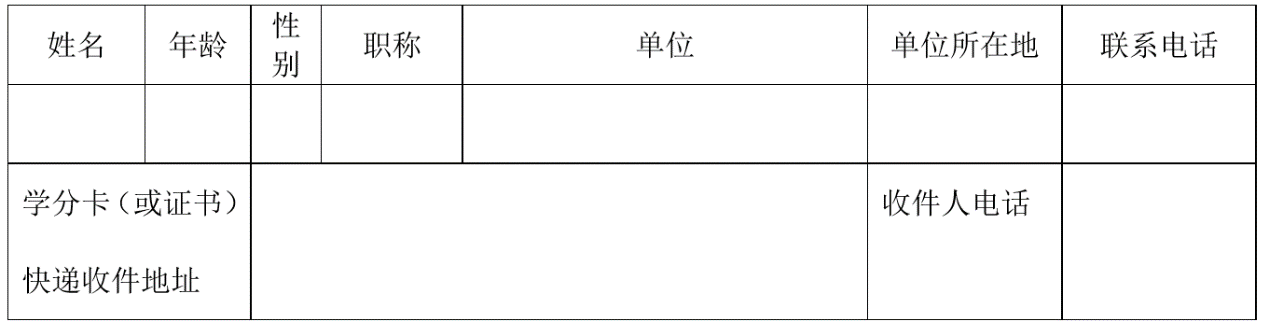 姓名 年龄 性别 职称 单位 单位所在地 联系电话
学分卡（或证书） 收件人电话
快递收件地址